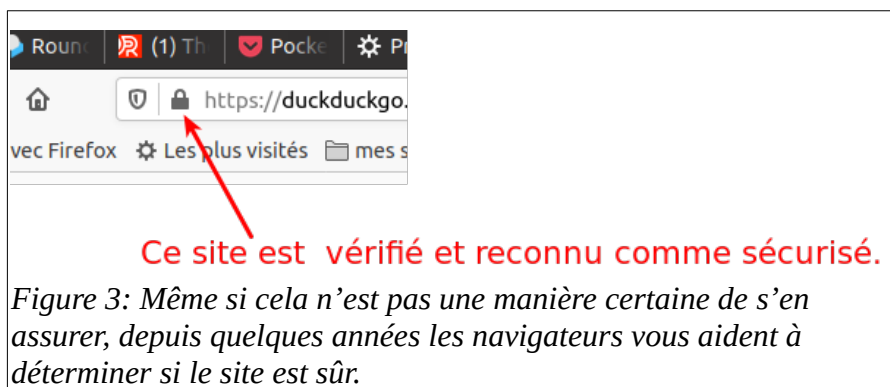 Roun (1) Th Pocke Pr
https://duckduckgo.
vec Firefox Les plus visités mes s
Ce site est vérifié et reconnu comme sécurisé.
Figure 3: Même si cela n’est pas une manière certaine de s’en
assurer, depuis quelques années les navigateurs vous aident à
déterminer si le site est sûr.